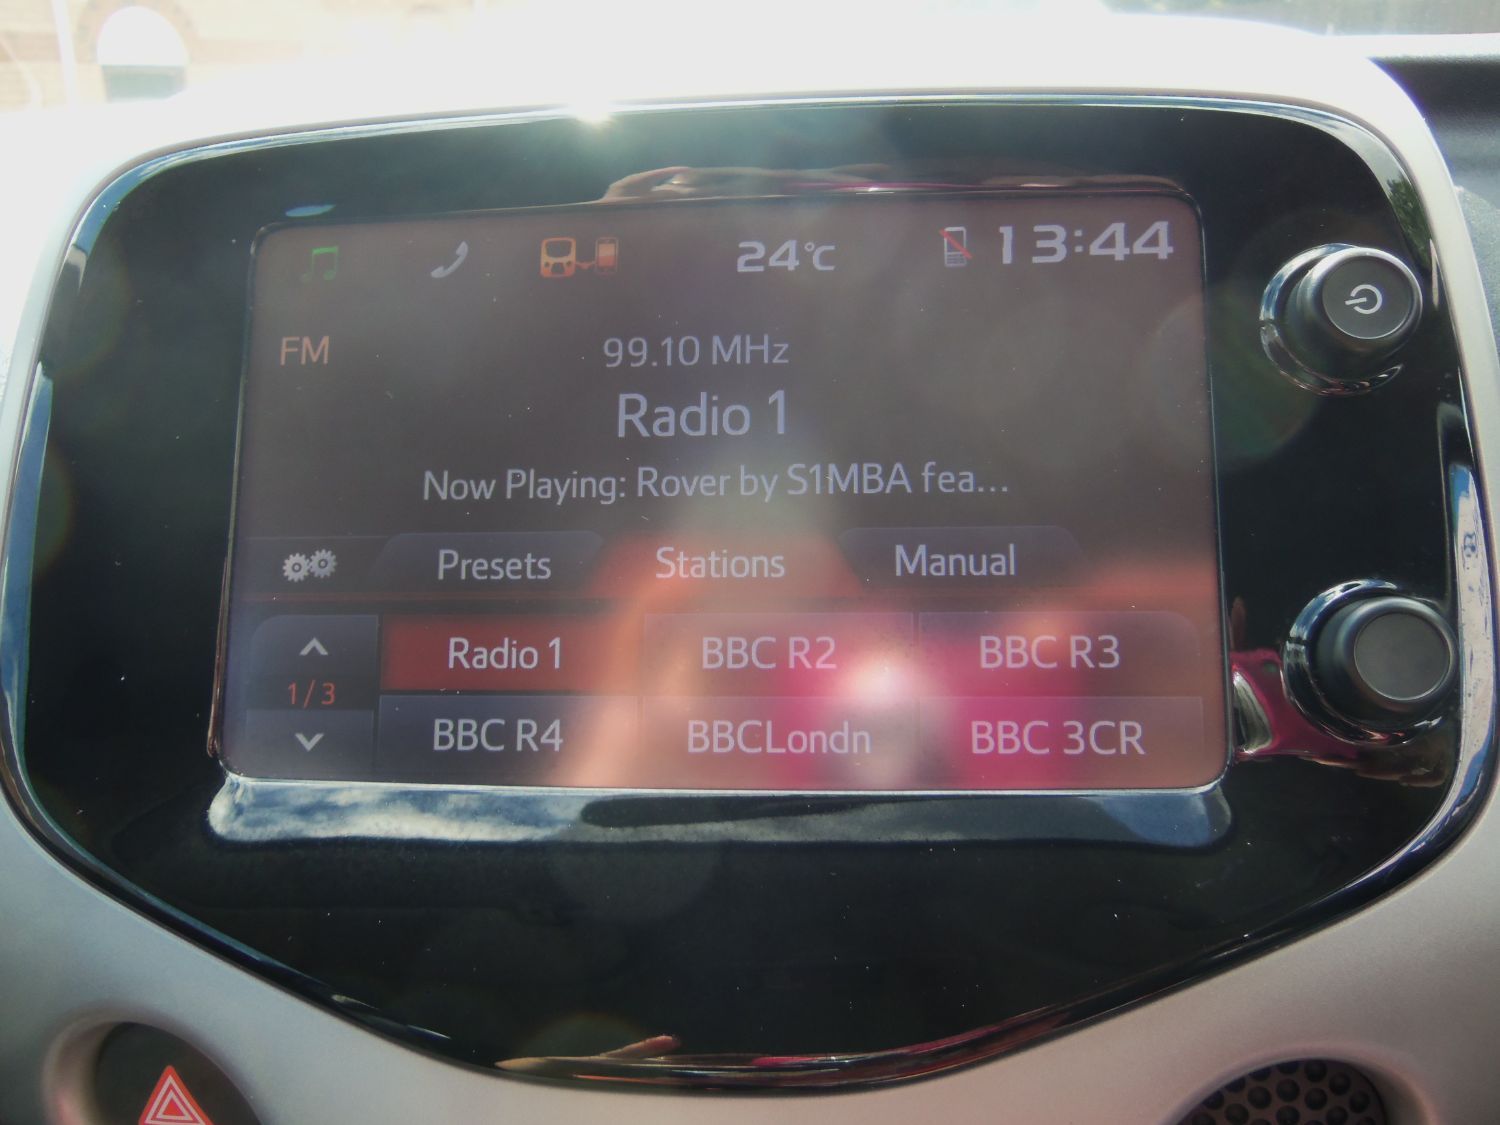 24°C 13:44
FM 99.10 MHz
Radio 1
Now Playing: Rover by S1MBA fea...
Presets Stations Manual
Radio 1 BBC R2 BBC R3
1/3
BBC R4 BBCLondn BBC 3CR